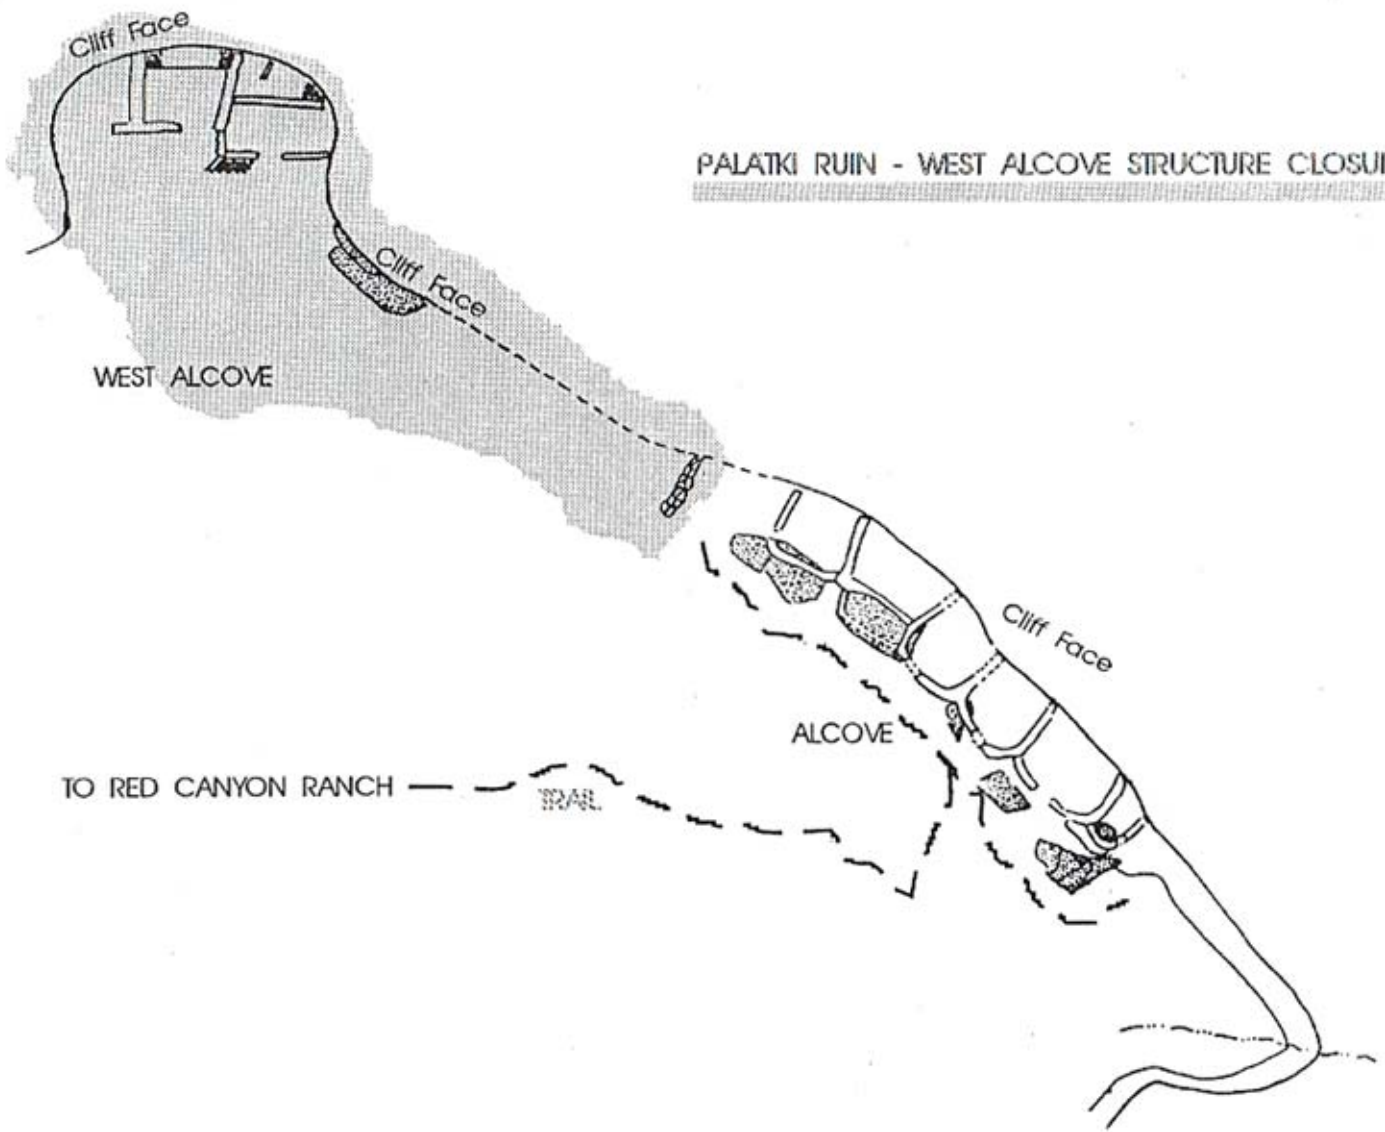 Cliff Face
PALATKI RUIN - WEST ALCOVE STRUCTURE
Cliff Face
WEST ALCOVE
Cliff Face
ALCOVE
TO RED CANYON RANCH
TRAIL